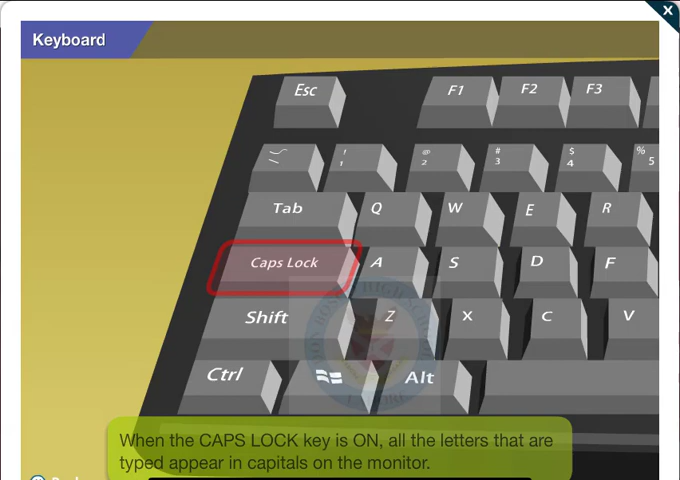 Keyboard
Esc F1 F2 F3
~ ! 1 @ 2 # 3 $ 4 % 5
Tab Q W E R
Caps Lock A S D F
Shift Z X C V
Ctrl Alt
When the CAPS LOCK key is ON, all the letters that are
typed appear in capitals on the monitor.